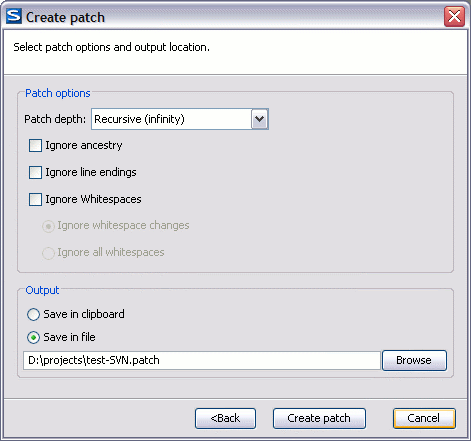 S Create patch
Select patch options and output location.
Patch options
Patch depth: Recursive (infinity)
Ignore ancestry
Ignore line endings
Ignore Whitespaces
Ignore whitespace changes
Ignore all whitespaces
Output
Save in clipboard
Save in file
D:\projects\test-SVN.patch Browse
<Back Create patch Cancel